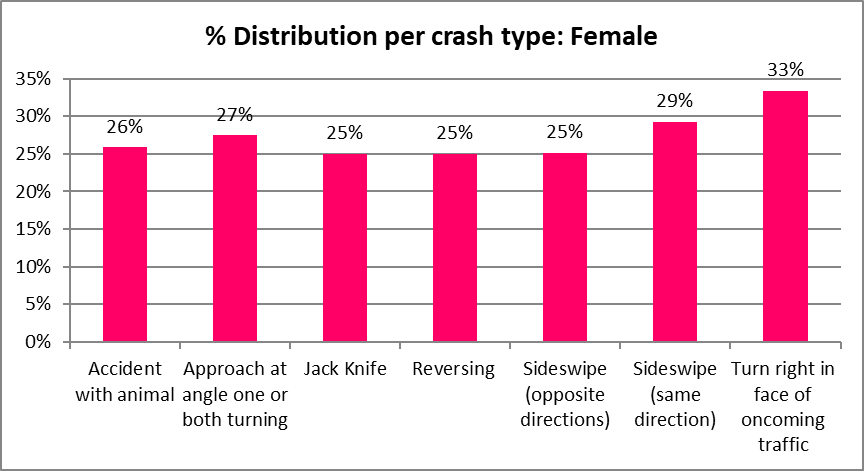 % Distribution per crash type: Female
35%
30%
25%
20%
15%
10%
5%
0%
26%
27%
25%
25%
25%
29%
33%
Accident
with animal
Approach at
angle one or
both turning
Jack Knife
Reversing
Sideswipe
(opposite
directions)
Sideswipe
(same
direction)
Turn right in
face of
oncoming
traffic